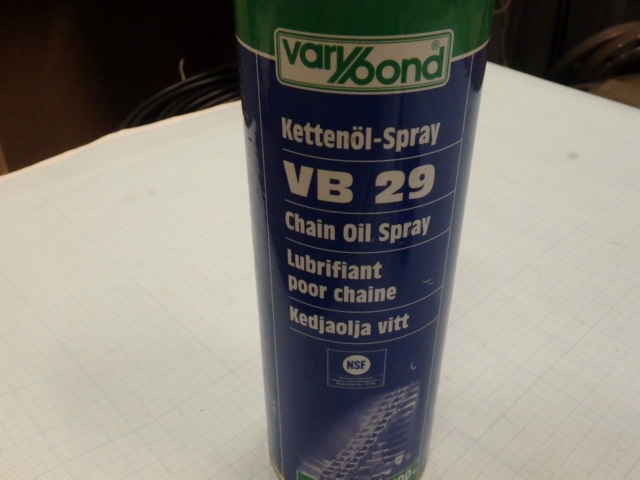 varybond®
Kettenöl-Spray
VB 29
Chain Oil Spray
Lubrifiant
poor chaine
Kedjaolja vitt
NSF